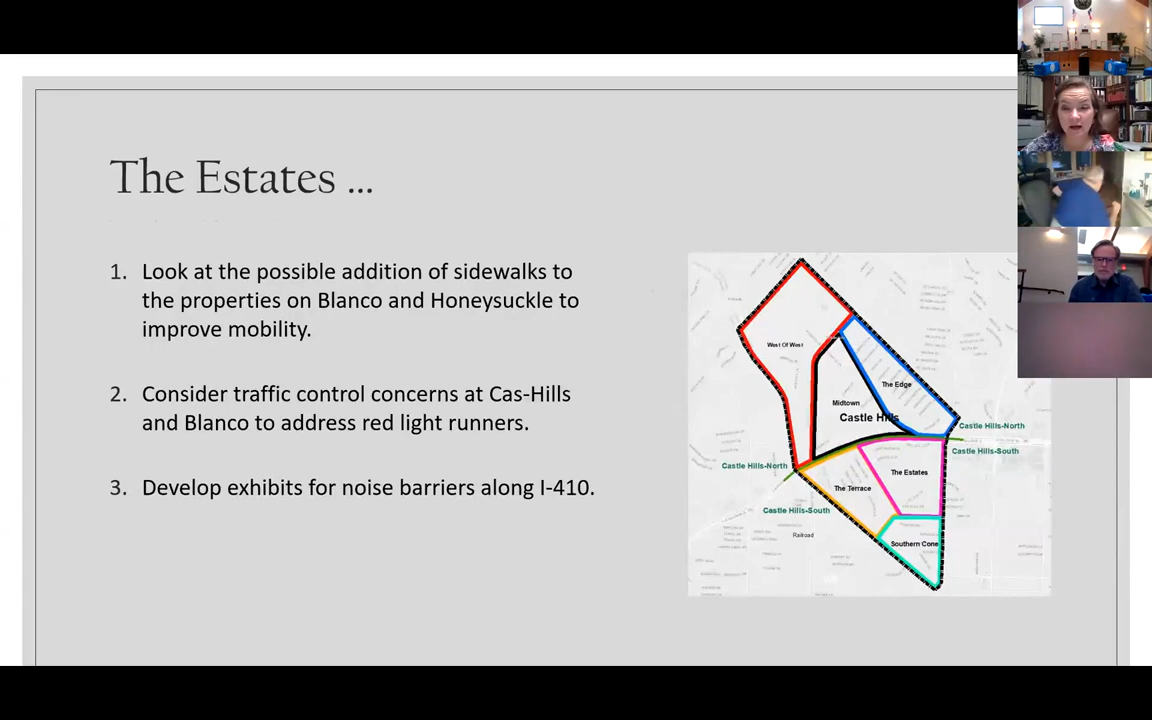 The Estates ...
1. Look at the possible addition of sidewalks to
the properties on Blanco and Honeysuckle to
improve mobility.
2. Consider traffic control concerns at Cas-Hills
and Blanco to address red light runners.
3. Develop exhibits for noise barriers along I-410.
West Of West
The Edge
Midtown
Castle Hills
Castle Hills-North
Castle Hills-South
Castle Hills-North
The Estates
The Terrace
Castle Hills-South
Railroad
Southern Cone